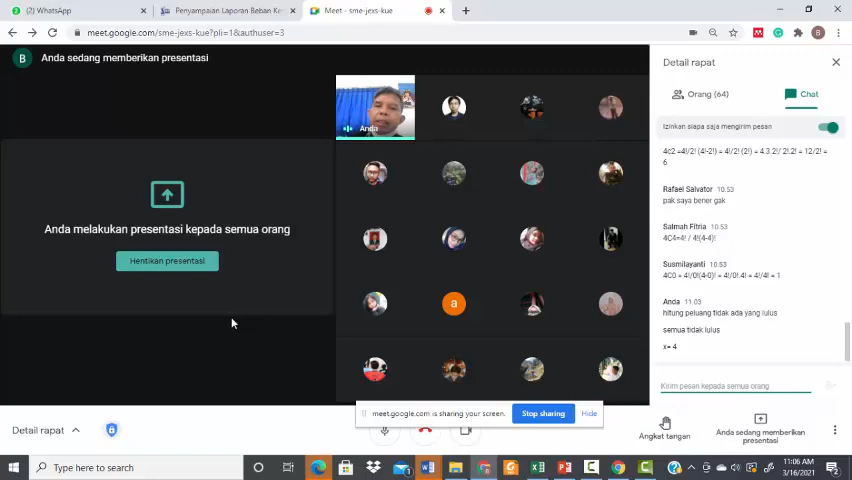 (2) WhatsApp
Penyampaian Laporan Beban Ke
Meet - sme-jexs-kue
meet.google.com/sme-jexs-kue?pli=1&authuser=3
B
B
Anda sedang memberikan presentasi
Anda
Anda melakukan presentasi kepada semua orang
Hentikan presentasi
a
Detail rapat
Orang (64)
Chat
Izinkan siapa saja mengirim pesan
4c2 =4!/2! (4!-2!) = 4!/2! (2!) = 4.3.2!/ 2!.2! = 12/2! =
6
Rafael Salvator 10.53
pak saya bener gak
Salmah Fitria 10.53
4C4=4! / 4!(4-4)!
Susmilayanti 10.53
4C0 = 4!/0!(4-0)! = 4!/0!.4! = 4!/4! = 1
Anda 11.03
hitung peluang tidak ada yang lulus
semua tidak lulus
x= 4
Kirim pesan kepada semua orang
meet.google.com is sharing your screen.
Stop sharing
Hide
Detail rapat
Angkat tangan
Anda sedang memberikan
presentasi
Type here to search
11:06 AM
3/16/2021
2